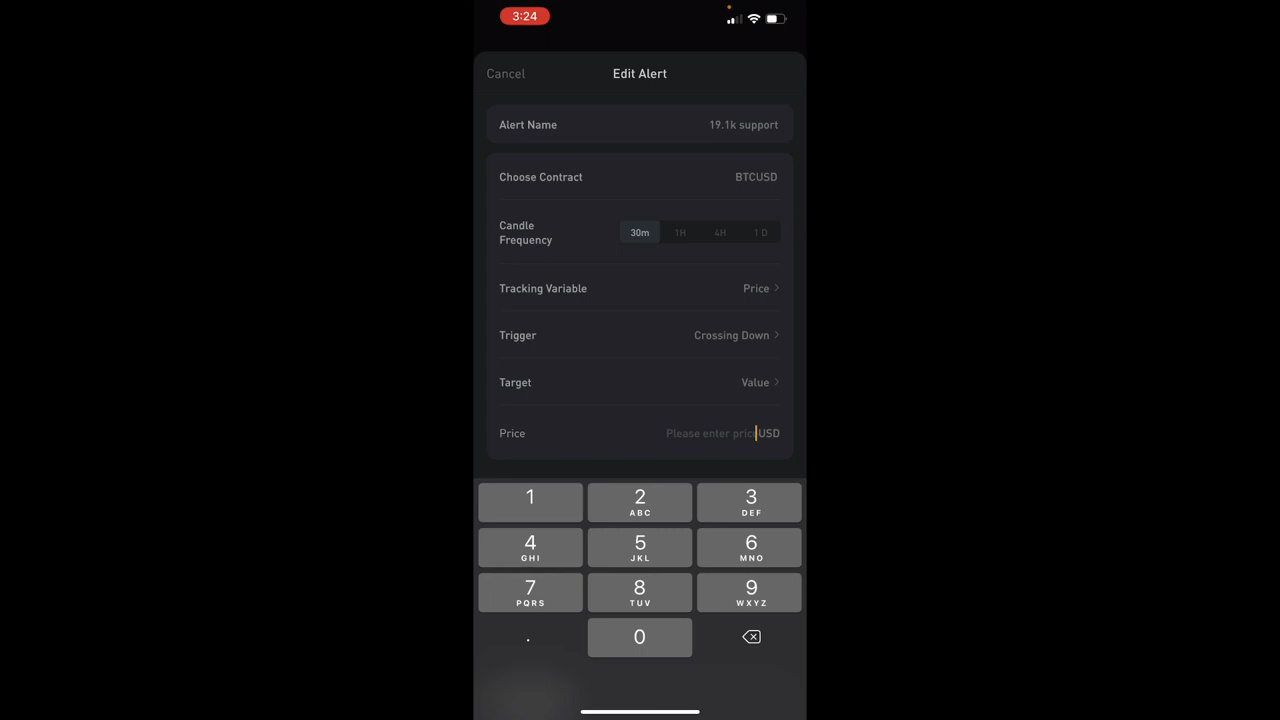 3:24
Cancel
Edit Alert
Alert Name
19.1k support
Choose Contract
BTCUSD
Candle
Frequency
30m
1H
4H
1 D
Tracking Variable
Price
Trigger
Crossing Down
Target
Value
Price
Please enter price USD
1
2
ABC
3
DEF
4
GHI
5
JKL
6
MNO
7
PQRS
8
TUV
9
WXYZ
.
0